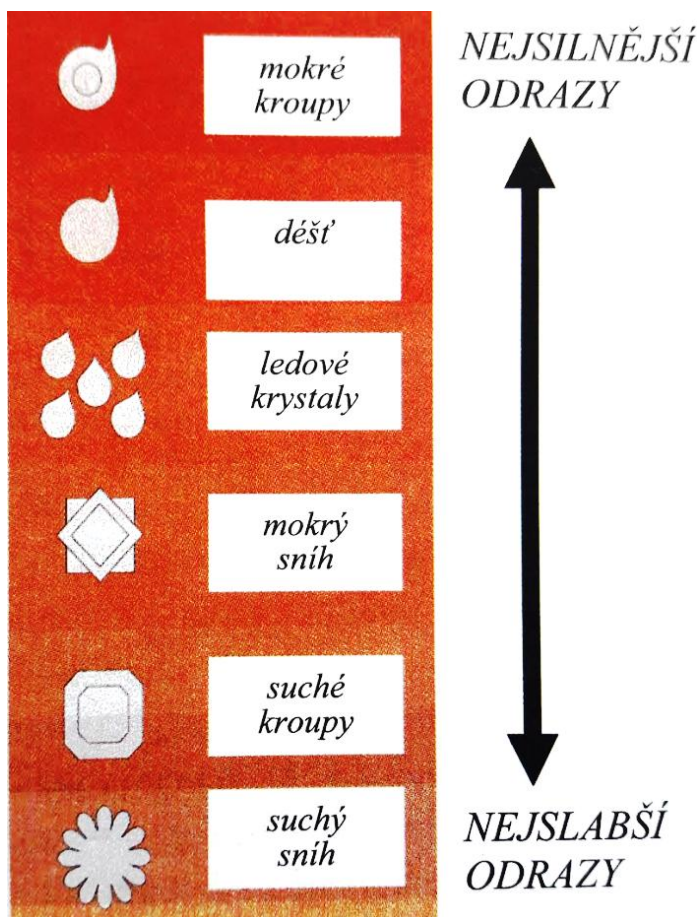 mokré
kroupy
NEJSILNĚJŠÍ
ODRAZY
déšť
ledové
krystaly
mokrý
sníh
suché
kroupy
suchý
sníh
NEJSLABŠÍ
ODRAZY